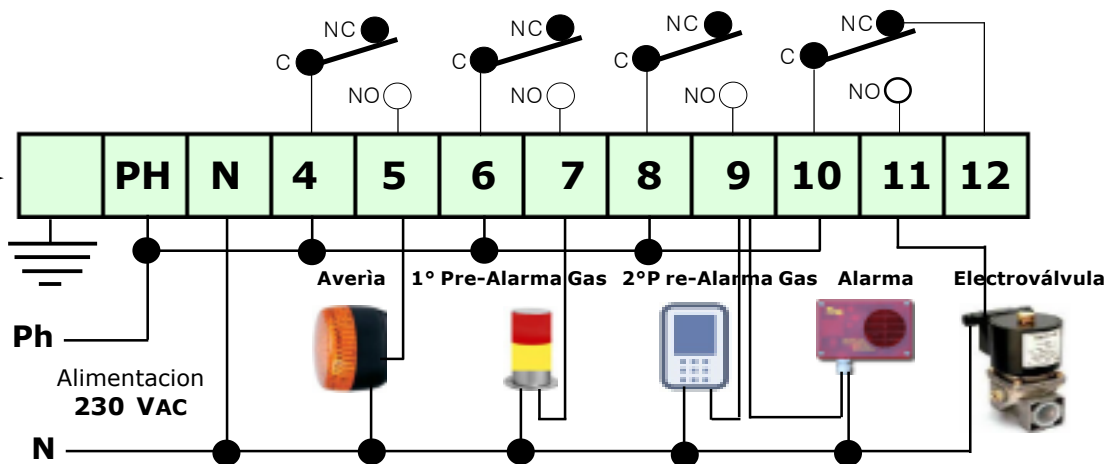 NC NC NC NC
C C C C
NO NO NO NO
PH N 4 5 6 7 8 9 10 11 12
Averìa 1° Pre-Alarma Gas 2°P re-Alarma Gas Alarma Electroválvula
Ph
Alimentacion
230 VAC
N